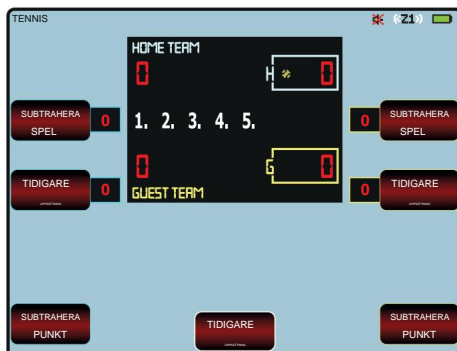 TENNIS
((Z1))
HOME TEAM
0 H 0
SUBTRAHERA
SPEL
0
1. 2. 3. 4. 5.
0
SUBTRAHERA
SPEL
TIDIGARE
0
0 G 0
GUEST TEAM
0
TIDIGARE
SUBTRAHERA
PUNKT
TIDIGARE
SUBTRAHERA
PUNKT